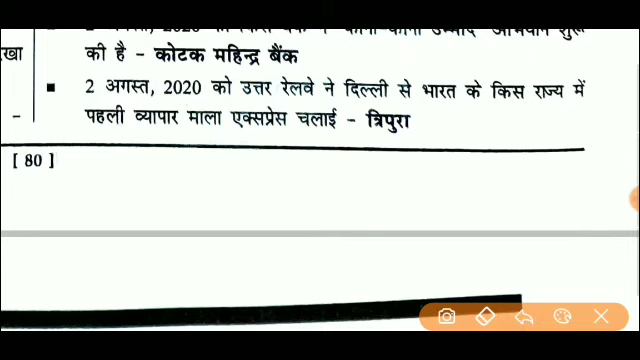 की है – कोटक महिन्द्र बैंक
■ 2 अगस्त, 2020 को उत्तर रेलवे ने दिल्ली से भारत के किस राज्य में
पहली व्यापार माला एक्सप्रेस चलाई – त्रिपुरा
[ 80 ]